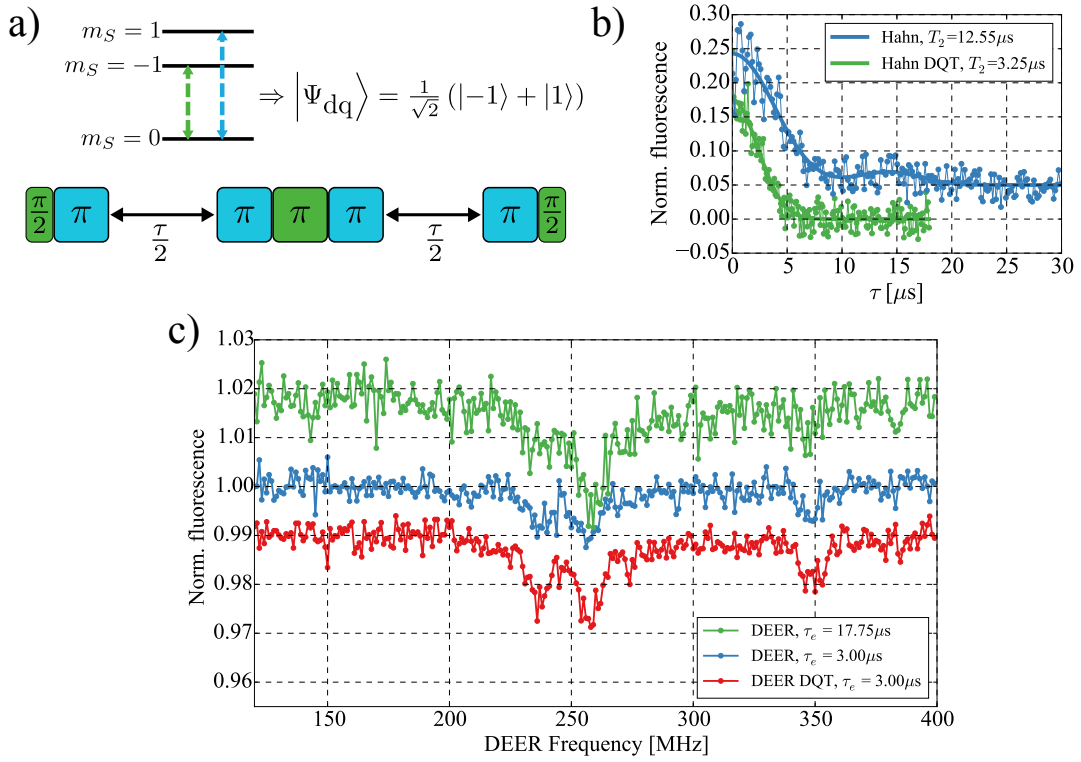 a)
m_S = 1
m_S = −1
m_S = 0
⇒ |Ψ_dq⟩ = 1/√2 (|−1⟩ + |1⟩)
π/2 π π π π π π/2
τ/2 τ/2
b)
Norm. fluorescence
0.30
0.25
0.20
0.15
0.10
0.05
0.00
−0.05
0 5 10 15 20 25 30
τ [μs]
Hahn, T₂=12.55μs
Hahn DQT, T₂=3.25μs
c)
Norm. fluorescence
1.03
1.02
1.01
1.00
0.99
0.98
0.97
0.96
150 200 250 300 350 400
DEER Frequency [MHz]
DEER, τ_e = 17.75μs
DEER, τ_e = 3.00μs
DEER DQT, τ_e = 3.00μs